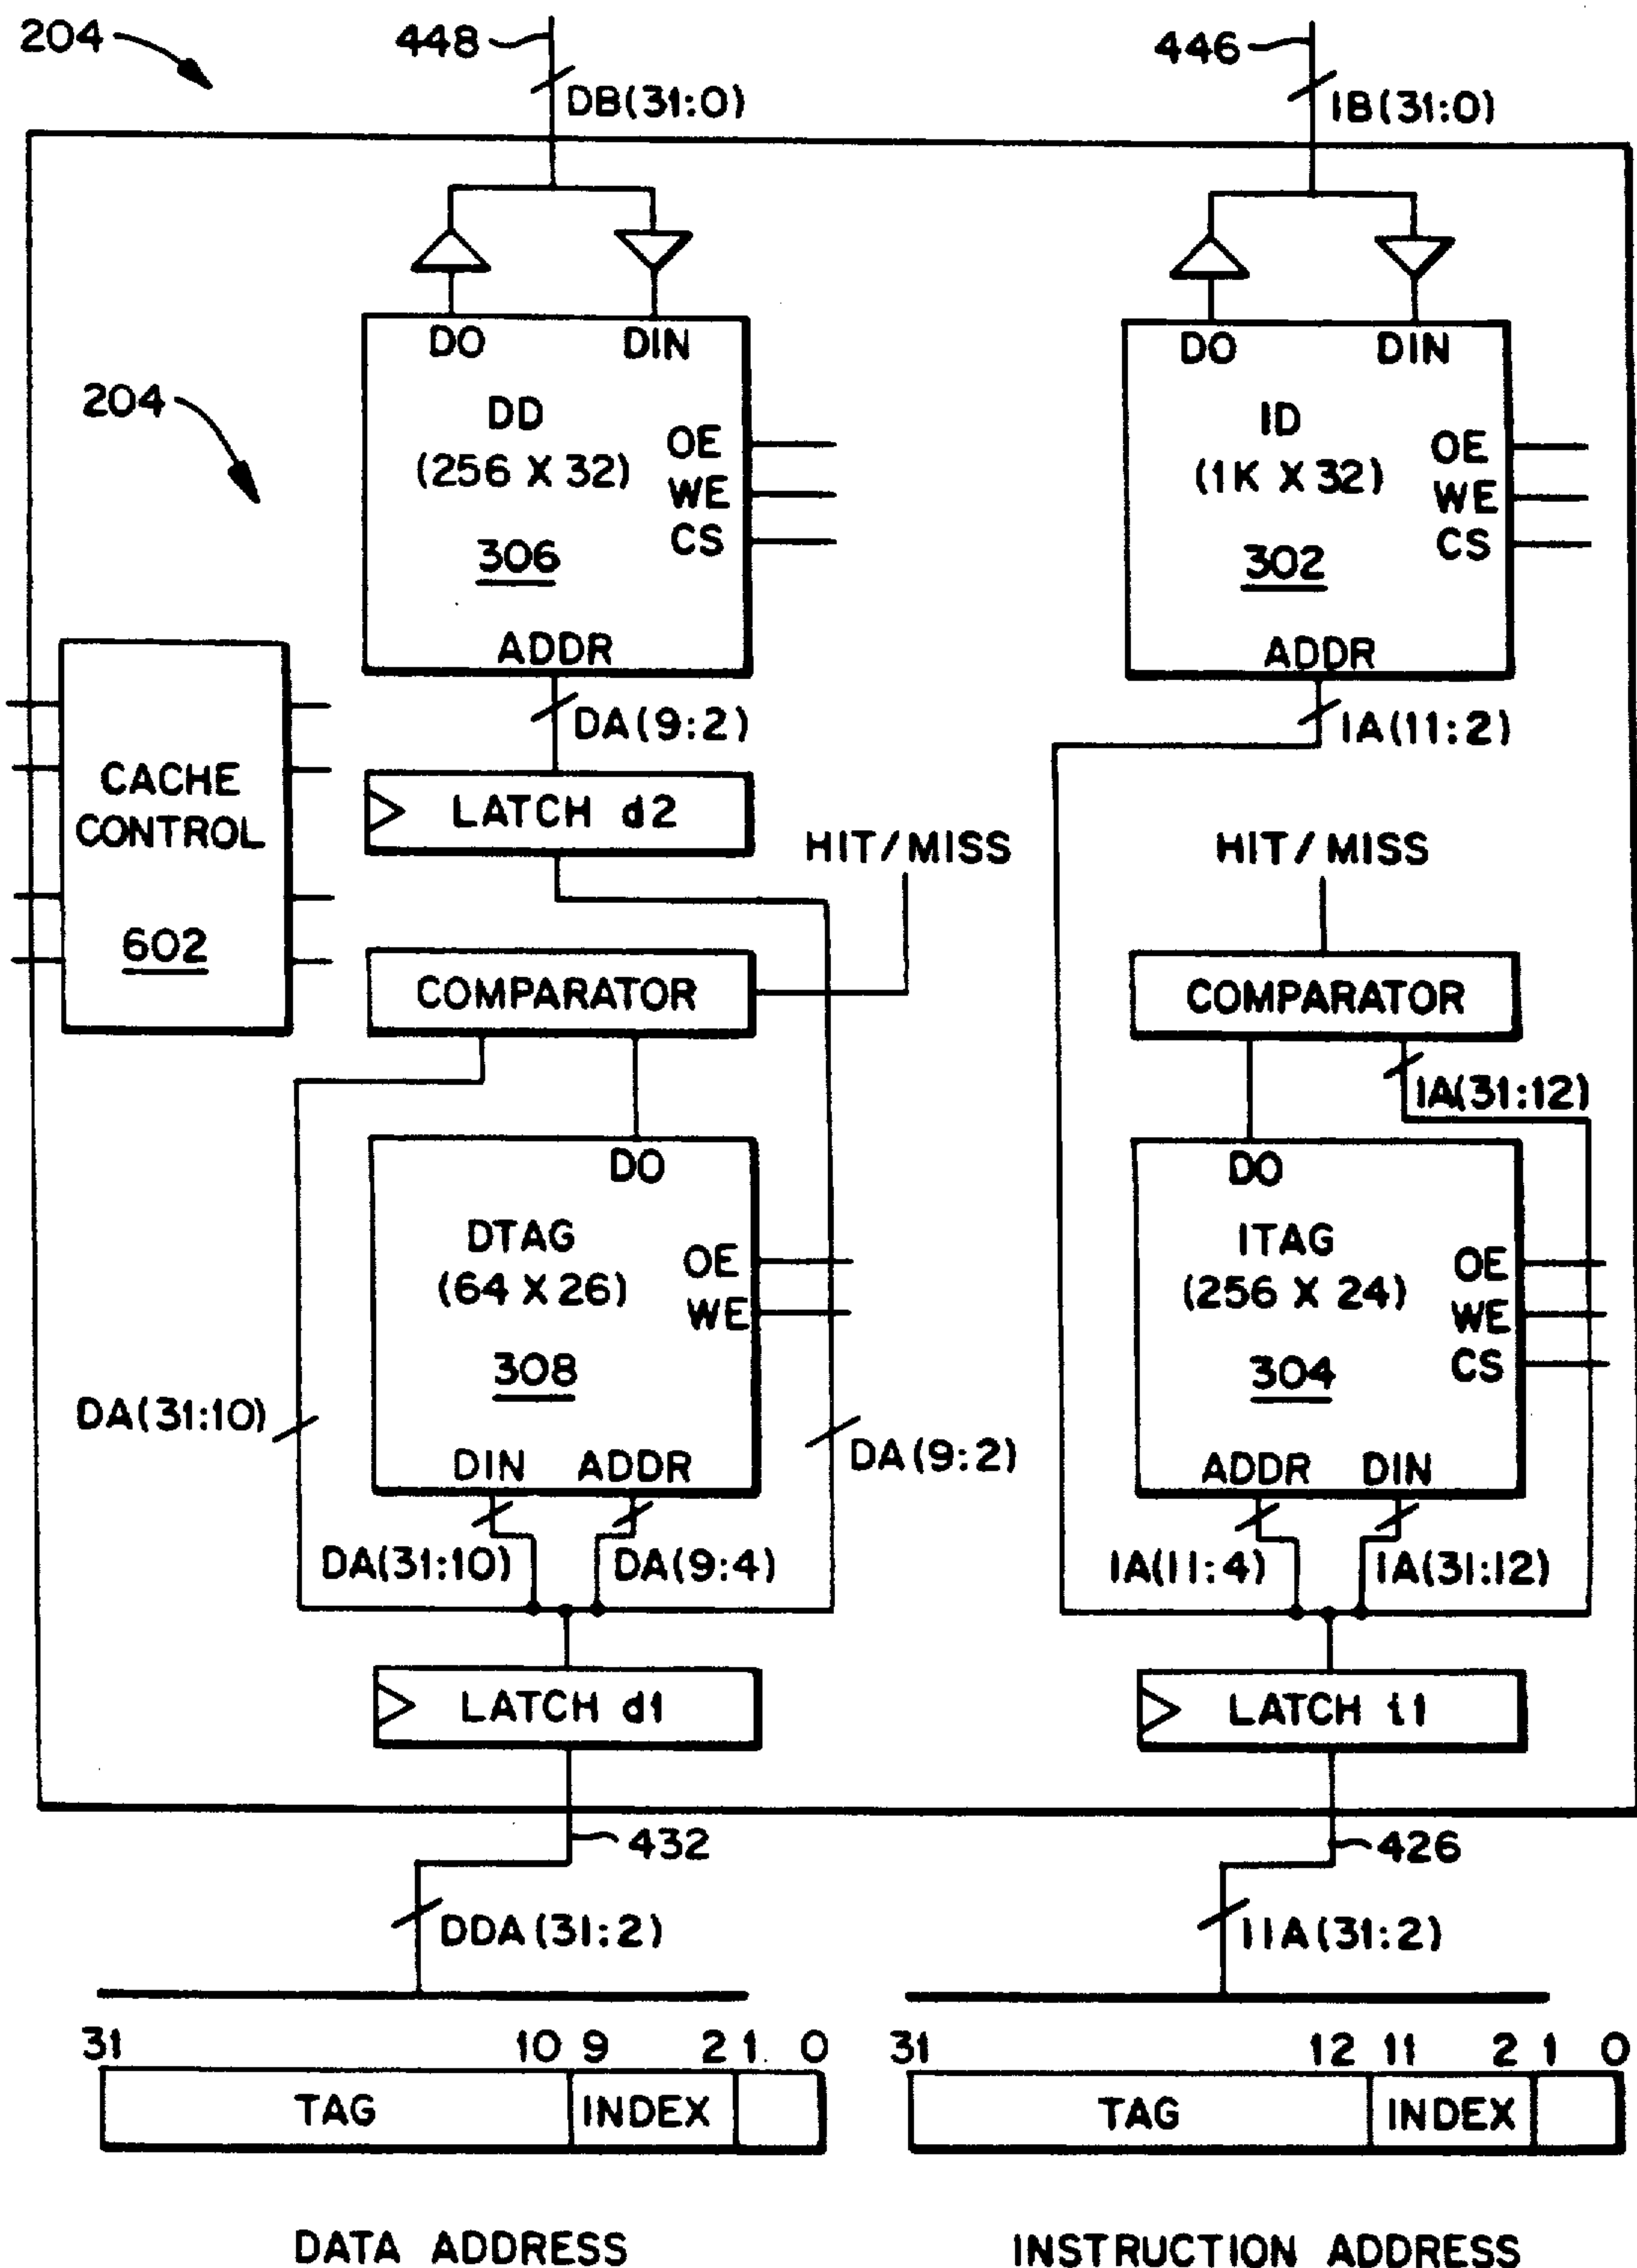 204
448
446
DB(31:0)
IB(31:0)
DO DIN
DO DIN
204
DD
(256 X 32)
306
OE
WE
CS
ADDR
ID
(1K X 32)
302
OE
WE
CS
ADDR
DA(9:2)
IA(11:2)
CACHE
CONTROL
602
LATCH d2
HIT/MISS
HIT/MISS
COMPARATOR
COMPARATOR
IA(31:12)
DO
DTAG
(64 X 26)
308
OE
WE
DIN ADDR
DO
ITAG
(256 X 24)
304
OE
WE
CS
ADDR DIN
DA(31:10)
DA(9:2)
DA(31:10)
DA(9:4)
IA(11:4)
IA(31:12)
LATCH d1
LATCH i1
432
426
DDA(31:2)
IIA(31:2)
31 10 9 2 1 0
31 12 11 2 1 0
TAG INDEX
TAG INDEX
DATA ADDRESS
INSTRUCTION ADDRESS